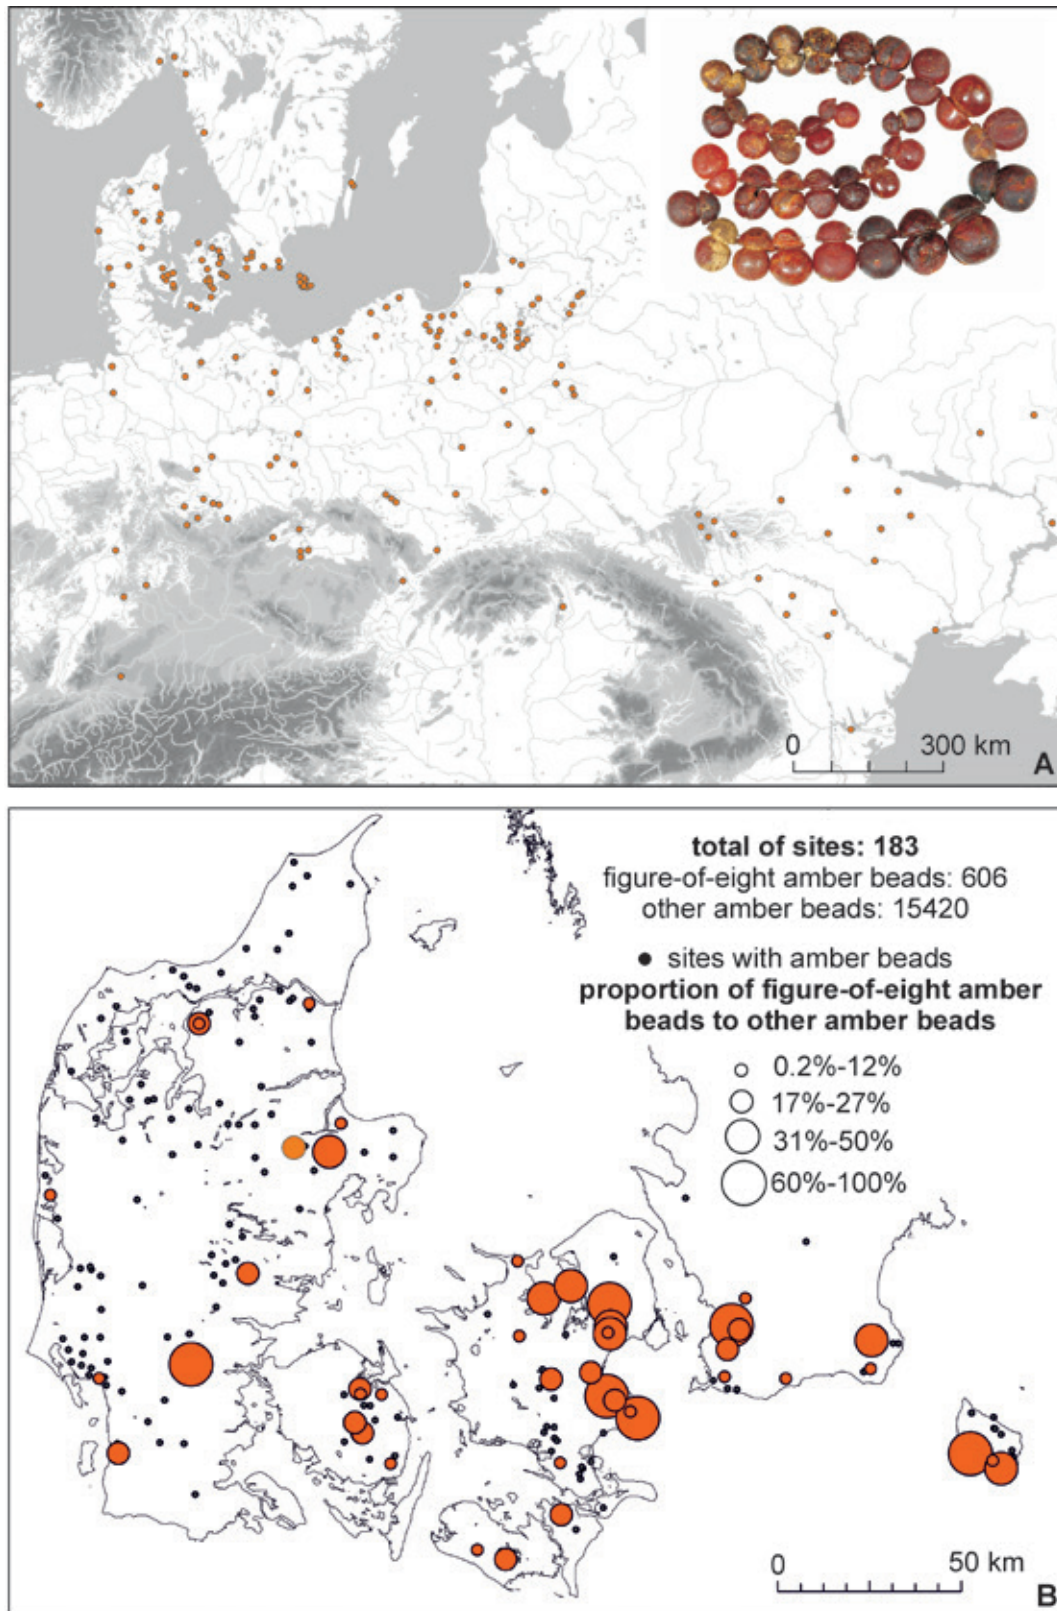 0 300 km
A
total of sites: 183
figure-of-eight amber beads: 606
other amber beads: 15420
sites with amber beads
proportion of figure-of-eight amber
beads to other amber beads
0.2%-12%
17%-27%
31%-50%
60%-100%
0 50 km
B